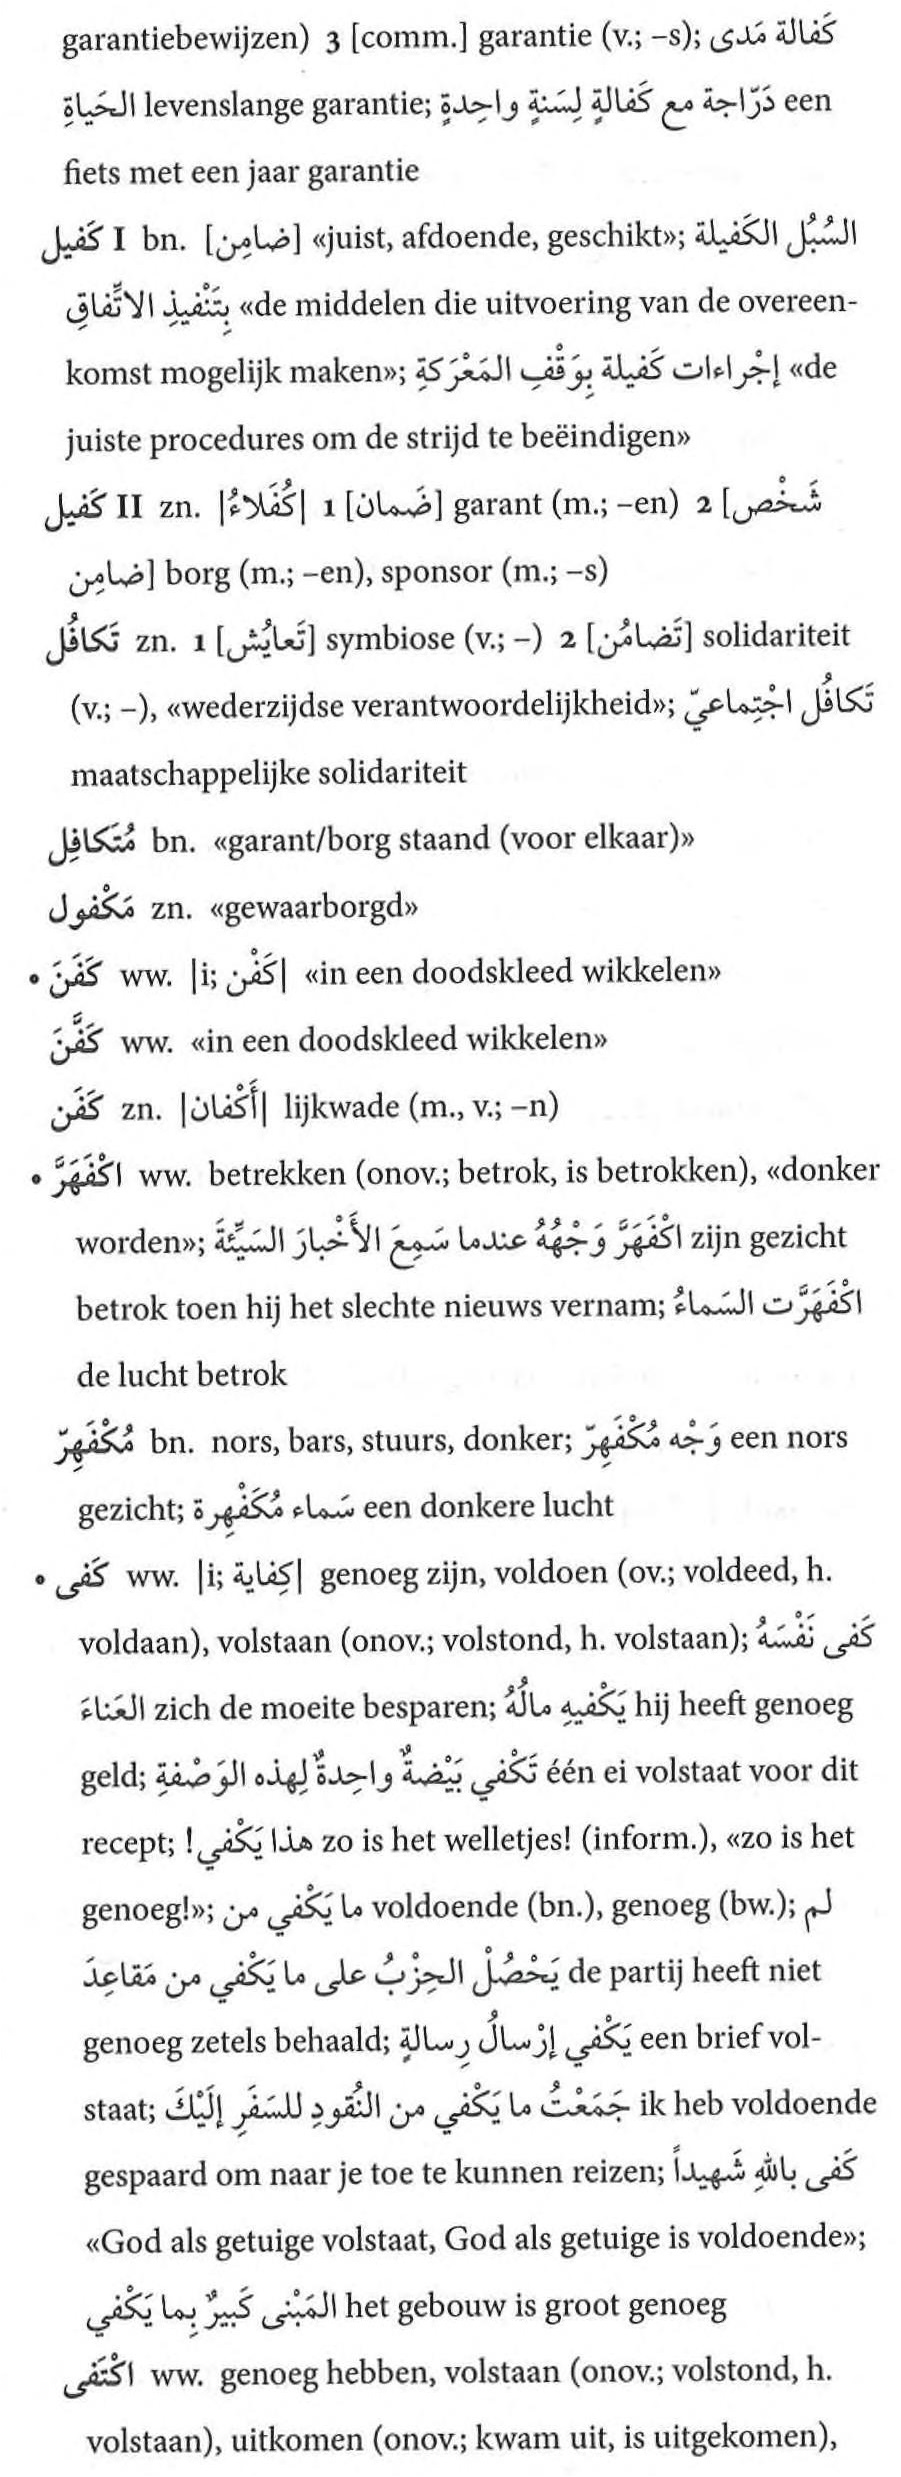 garantiebewijzen) 3 [comm.] garantie (v.; –s); كَفالة مَدى
الحَياةِ levenslange garantie; دَرّاجة مع كَفالةٍ لِسَنةٍ واحِدةٍ een
fiets met een jaar garantie
كَفيل I bn. [ضامِن] «juist, afdoende, geschikt»; السُبُل الكَفيلة
بِتَنْفيذِ الاتِّفاقِ «de middelen die uitvoering van de overeen-
komst mogelijk maken»; إجْراءات كَفيلة بِوَقْفِ المَعْرَكةِ «de
juiste procedures om de strijd te beëindigen»
كَفيل II zn. |كُفَلاءُ| 1 [ضَمان] garant (m.; –en) 2 [شَخْص
ضامِن] borg (m.; –en), sponsor (m.; –s)
تَكافُل zn. 1 [تَعايُش] symbiose (v.; –) 2 [تَضامُن] solidariteit
(v.; –), «wederzijdse verantwoordelijkheid»; تَكافُل اجْتِماعيّ
maatschappelijke solidariteit
مُتَكافِل bn. «garant/borg staand (voor elkaar)»
مَكْفول zn. «gewaarborgd»
• كَفَنَ ww. |i; كَفْن| «in een doodskleed wikkelen»
كَفَّنَ ww. «in een doodskleed wikkelen»
كَفَن zn. |أَكْفان| lijkwade (m., v.; –n)
• اكْفَهَرَّ ww. betrekken (onov.; betrok, is betrokken), «donker
worden»; اكْفَهَرَّ وَجْهُهُ عندما سَمِعَ الأَخْبارَ السَيِّئةَ zijn gezicht
betrok toen hij het slechte nieuws vernam; اكْفَهَرَّت السَماءُ
de lucht betrok
مُكْفَهِرّ bn. nors, bars, stuurs, donker; وَجْه مُكْفَهِرّ een nors
gezicht; سَماء مُكْفَهِرة een donkere lucht
• كَفى ww. |i; كِفاية| genoeg zijn, voldoen (ov.; voldeed, h.
voldaan), volstaan (onov.; volstond, h. volstaan); كَفى نَفْسَهُ
العَناءَ zich de moeite besparen; يَكْفيهِ مالُهُ hij heeft genoeg
geld; تَكْفي بَيْضةٌ واحِدةٌ لِهذه الوَصْفةِ één ei volstaat voor dit
recept; هذا يَكْفي! zo is het welletjes! (inform.), «zo is het
genoeg!»; ما يَكْفي من voldoende (bn.), genoeg (bw.); لم
يَحْصُلْ الحِزْبُ على ما يَكْفي من مَقاعِدَ de partij heeft niet
genoeg zetels behaald; يَكْفي إرْسالُ رِسالةٍ een brief vol-
staat; جَمَعْتُ ما يَكْفي من النُقودِ للسَفَرِ إلَيْكَ ik heb voldoende
gespaard om naar je toe te kunnen reizen; كَفى باللهِ شَهيداً
«God als getuige volstaat, God als getuige is voldoende»;
المَبْنى كَبيرٌ بِما يَكْفي het gebouw is groot genoeg
اكْتَفى ww. genoeg hebben, volstaan (onov.; volstond, h.
volstaan), uitkomen (onov.; kwam uit, is uitgekomen),